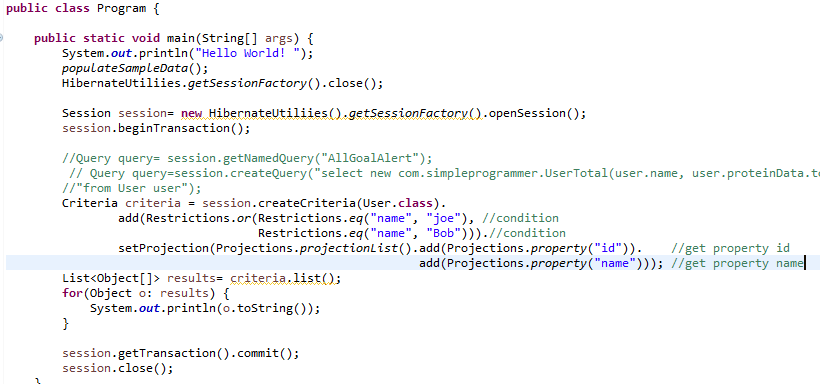 public class Program {
public static void main(String[] args) {
System.out.println("Hello World! ");
populateSampleData();
HibernateUtiliies.getSessionFactory().close();
Session session= new HibernateUtiliies().getSessionFactory().openSession();
session.beginTransaction();
//Query query= session.getNamedQuery("AllGoalAlert");
// Query query=session.createQuery("select new com.simpleprogrammer.UserTotal(user.name, user.proteinData.to
//"from User user");
Criteria criteria = session.createCriteria(User.class).
add(Restrictions.or(Restrictions.eq("name", "joe"), //condition
Restrictions.eq("name", "Bob"))).//condition
setProjection(Projections.projectionList().add(Projections.property("id")). //get property id
add(Projections.property("name"))); //get property name
List<Object[]> results= criteria.list();
for(Object o: results) {
System.out.println(o.toString());
}
session.getTransaction().commit();
session.close();
}